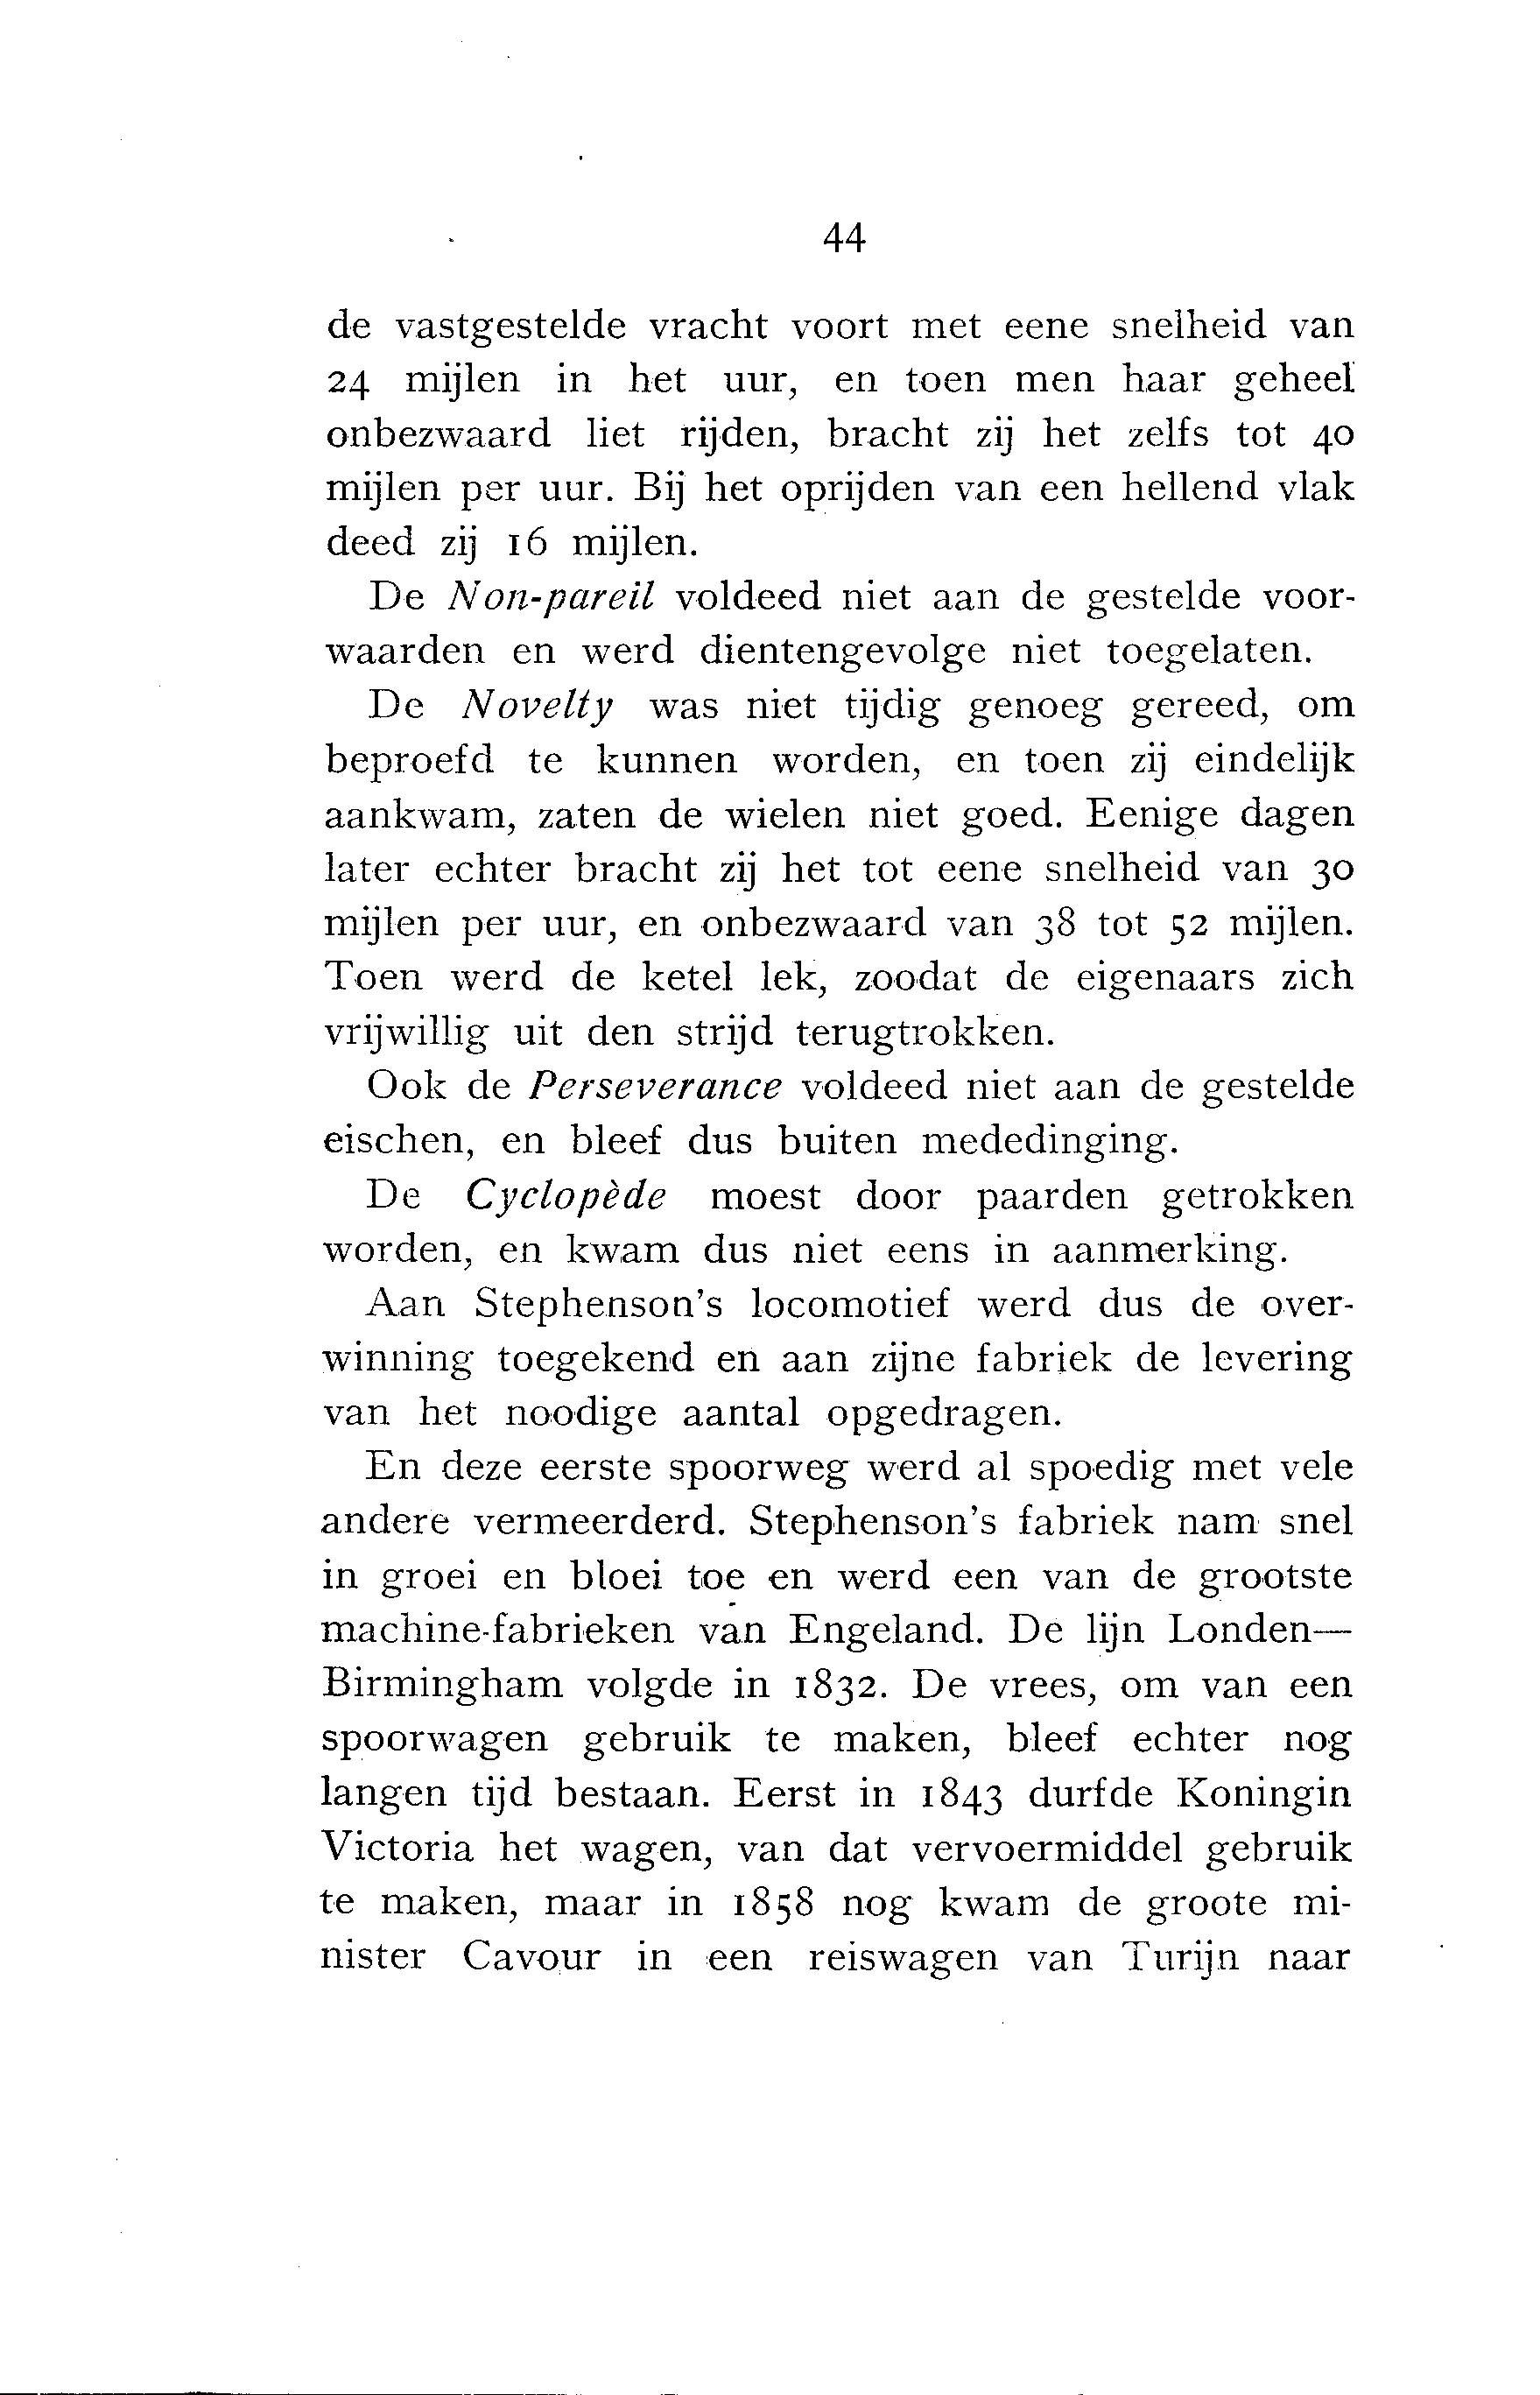 44
de vastgestelde vracht voort met eene snelheid van
24 mijlen in het uur, en toen men haar geheel
onbezwaard liet rijden, bracht zij het zelfs tot 40
mijlen per uur. Bij het oprijden van een hellend vlak
deed zij 16 mijlen.
De Non-pareil voldeed niet aan de gestelde voor-
waarden en werd dientengevolge niet toegelaten.
De Novelty was niet tijdig genoeg gereed, om
beproefd te kunnen worden, en toen zij eindelijk
aankwam, zaten de wielen niet goed. Eenige dagen
later echter bracht zij het tot eene snelheid van 30
mijlen per uur, en onbezwaard van 38 tot 52 mijlen.
Toen werd de ketel lek, zoodat de eigenaars zich
vrijwillig uit den strijd terugtrokken.
Ook de Perseverance voldeed niet aan de gestelde
eischen, en bleef dus buiten mededinging.
De Cyclopède moest door paarden getrokken
worden, en kwam dus niet eens in aanmerking.
Aan Stephenson's locomotief werd dus de over-
winning toegekend en aan zijne fabriek de levering
van het noodige aantal opgedragen.
En deze eerste spoorweg werd al spoedig met vele
andere vermeerderd. Stephenson's fabriek nam snel
in groei en bloei toe en werd een van de grootste
machine-fabrieken van Engeland. De lijn Londen—
Birmingham volgde in 1832. De vrees, om van een
spoorwagen gebruik te maken, bleef echter nog
langen tijd bestaan. Eerst in 1843 durfde Koningin
Victoria het wagen, van dat vervoermiddel gebruik
te maken, maar in 1858 nog kwam de groote mi-
nister Cavour in een reiswagen van Turijn naar